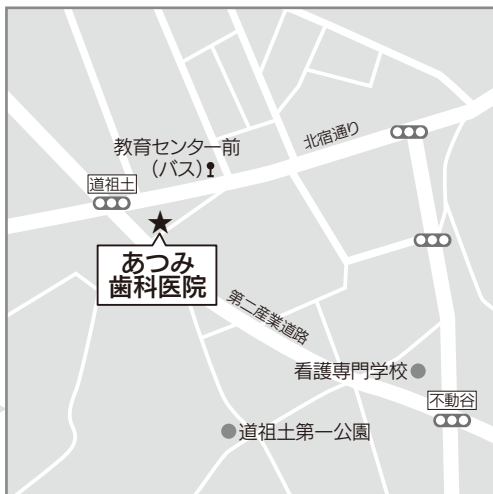 北宿通り
教育センター前
（バス）
道祖土
あつみ
歯科医院
第二産業道路
看護専門学校
不動谷
道祖土第一公園